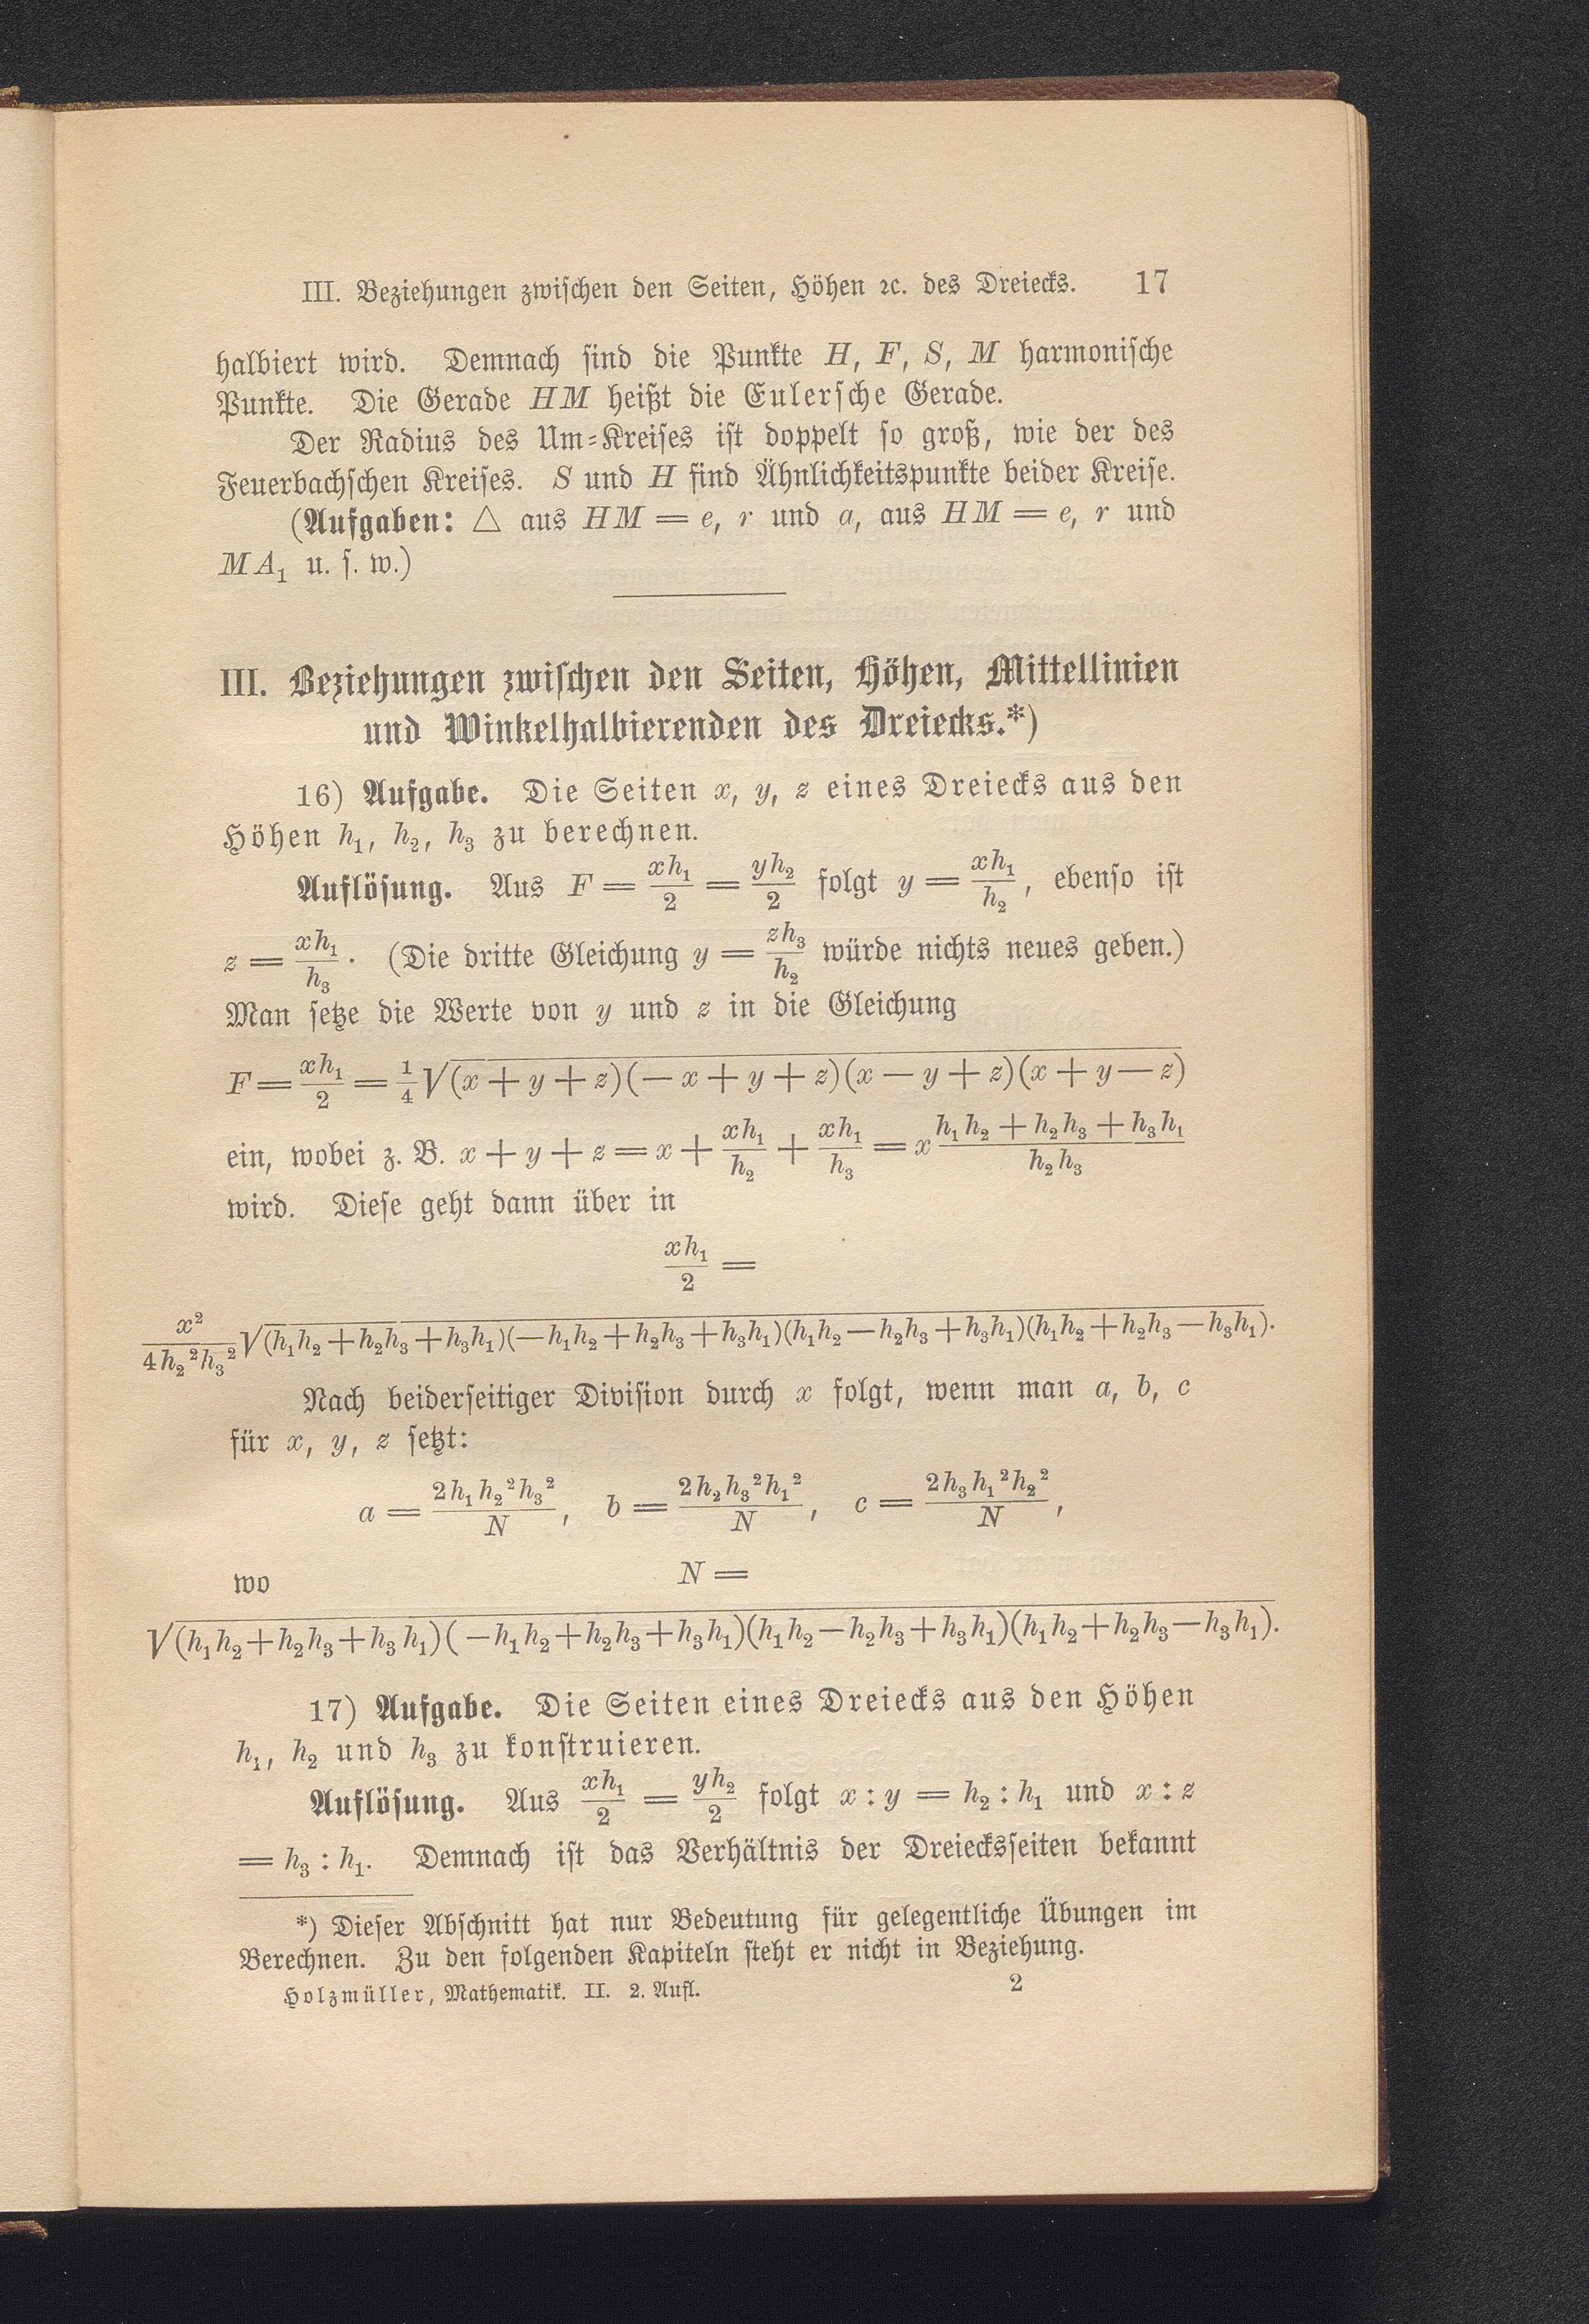 III. Beziehungen zwischen den Seiten, Höhen ꝛc. des Dreiecks. 17
halbiert wird. Demnach sind die Punkte H, F, S, M harmonische
Punkte. Die Gerade HM heißt die Eulersche Gerade.
Der Radius des Um-Kreises ist doppelt so groß, wie der des
Feuerbachschen Kreises. S und H sind Ähnlichkeitspunkte beider Kreise.
(Aufgaben: △ aus HM = e, r und a, aus HM = e, r und
MA₁ u. s. w.)
III. Beziehungen zwischen den Seiten, Höhen, Mittellinien
und Winkelhalbierenden des Dreiecks.*)
16) Aufgabe. Die Seiten x, y, z eines Dreiecks aus den
Höhen h₁, h₂, h₃ zu berechnen.
Auflösung. Aus F = xh₁/2 = yh₂/2 folgt y = xh₁/h₂, ebenso ist
z = xh₁/h₃. (Die dritte Gleichung y = zh₃/h₂ würde nichts neues geben.)
Man setze die Werte von y und z in die Gleichung
F = xh₁/2 = 1/4 √(x + y + z)(− x + y + z)(x − y + z)(x + y − z)
ein, wobei z. B. x + y + z = x + xh₁/h₂ + xh₁/h₃ = x (h₁h₂ + h₂h₃ + h₃h₁)/(h₂h₃)
wird. Diese geht dann über in
xh₁/2 =
x²/(4h₂²h₃²) √(h₁h₂ + h₂h₃ + h₃h₁)(−h₁h₂ + h₂h₃ + h₃h₁)(h₁h₂ − h₂h₃ + h₃h₁)(h₁h₂ + h₂h₃ − h₃h₁).
Nach beiderseitiger Division durch x folgt, wenn man a, b, c
für x, y, z setzt:
a = 2h₁h₂²h₃²/N, b = 2h₂h₃²h₁²/N, c = 2h₃h₁²h₂²/N,
wo N =
√(h₁h₂+h₂h₃+h₃h₁)(−h₁h₂+h₂h₃+h₃h₁)(h₁h₂−h₂h₃+h₃h₁)(h₁h₂+h₂h₃−h₃h₁).
17) Aufgabe. Die Seiten eines Dreiecks aus den Höhen
h₁, h₂ und h₃ zu konstruieren.
Auflösung. Aus xh₁/2 = yh₂/2 folgt x : y = h₂ : h₁ und x : z
= h₃ : h₁. Demnach ist das Verhältnis der Dreiecksseiten bekannt
*) Dieser Abschnitt hat nur Bedeutung für gelegentliche Übungen im
Berechnen. Zu den folgenden Kapiteln steht er nicht in Beziehung.
Holzmüller, Mathematik. II. 2. Aufl. 2